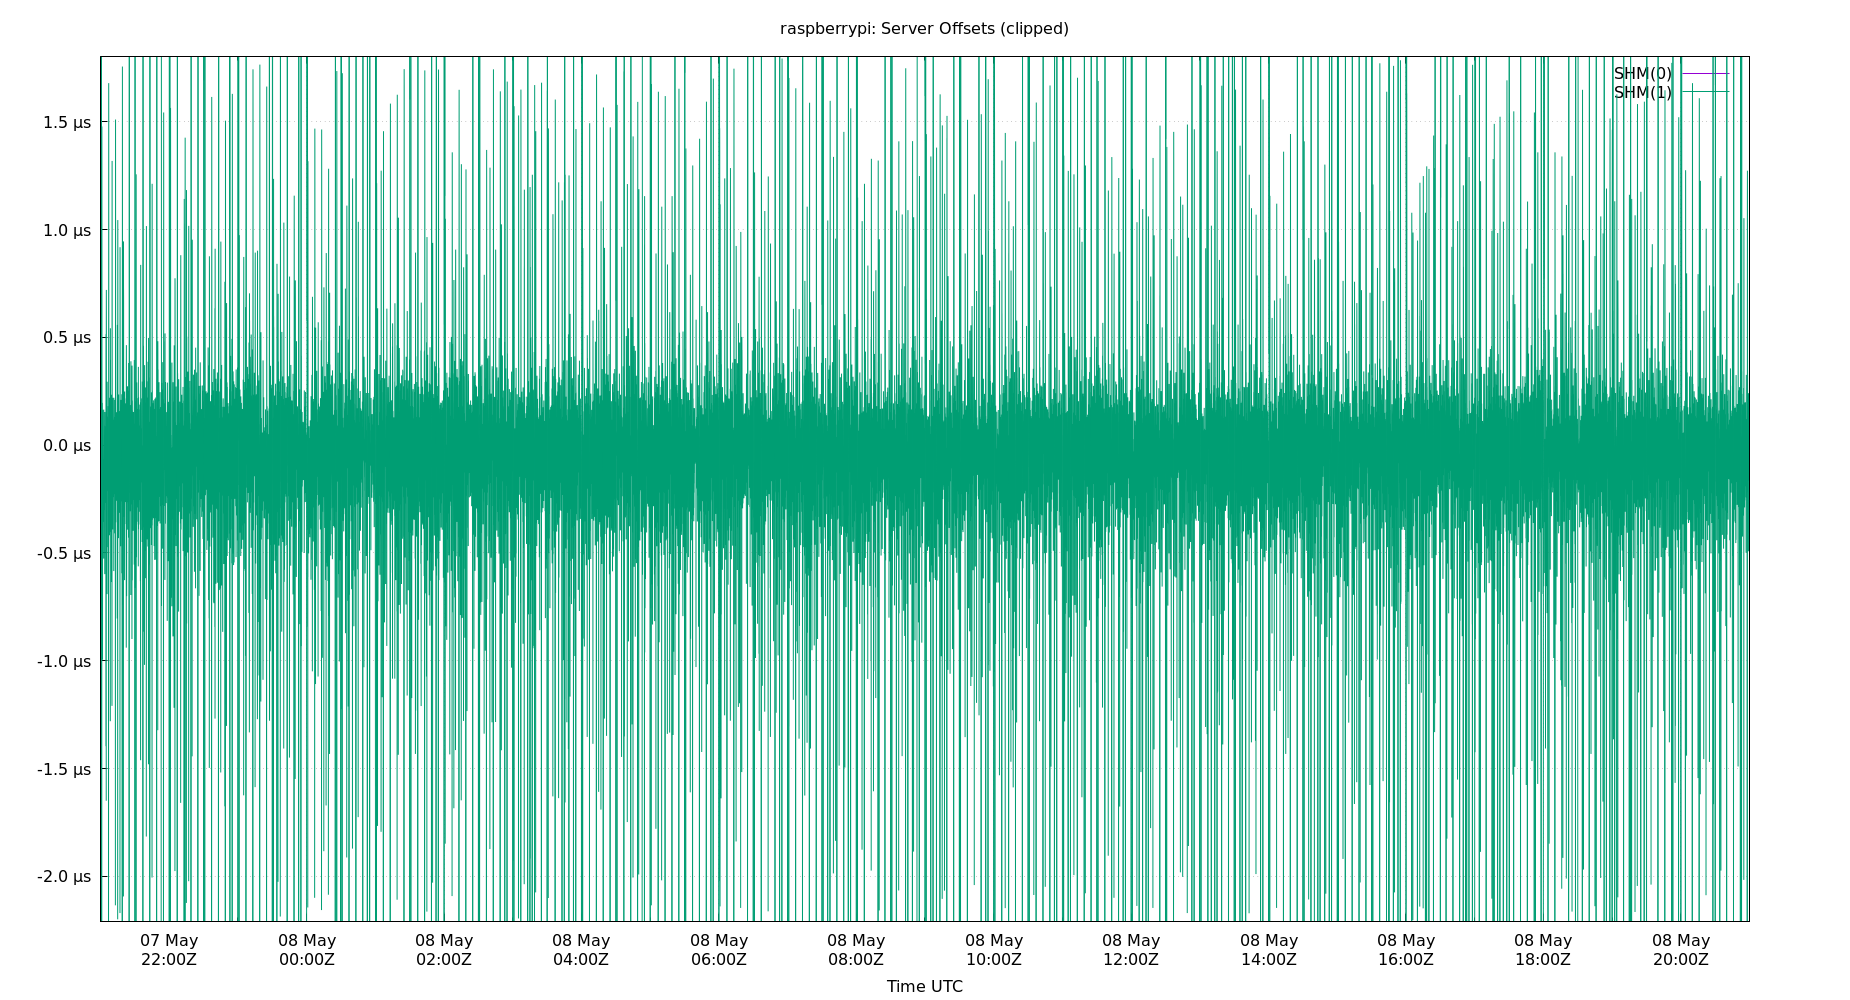 raspberrypi: Server Offsets (clipped)
SHM(0)
SHM(1)
1.5 µs
1.0 µs
0.5 µs
0.0 µs
-0.5 µs
-1.0 µs
-1.5 µs
-2.0 µs
07 May 08 May 08 May 08 May 08 May 08 May 08 May 08 May 08 May 08 May 08 May 08 May
22:00Z 00:00Z 02:00Z 04:00Z 06:00Z 08:00Z 10:00Z 12:00Z 14:00Z 16:00Z 18:00Z 20:00Z
Time UTC